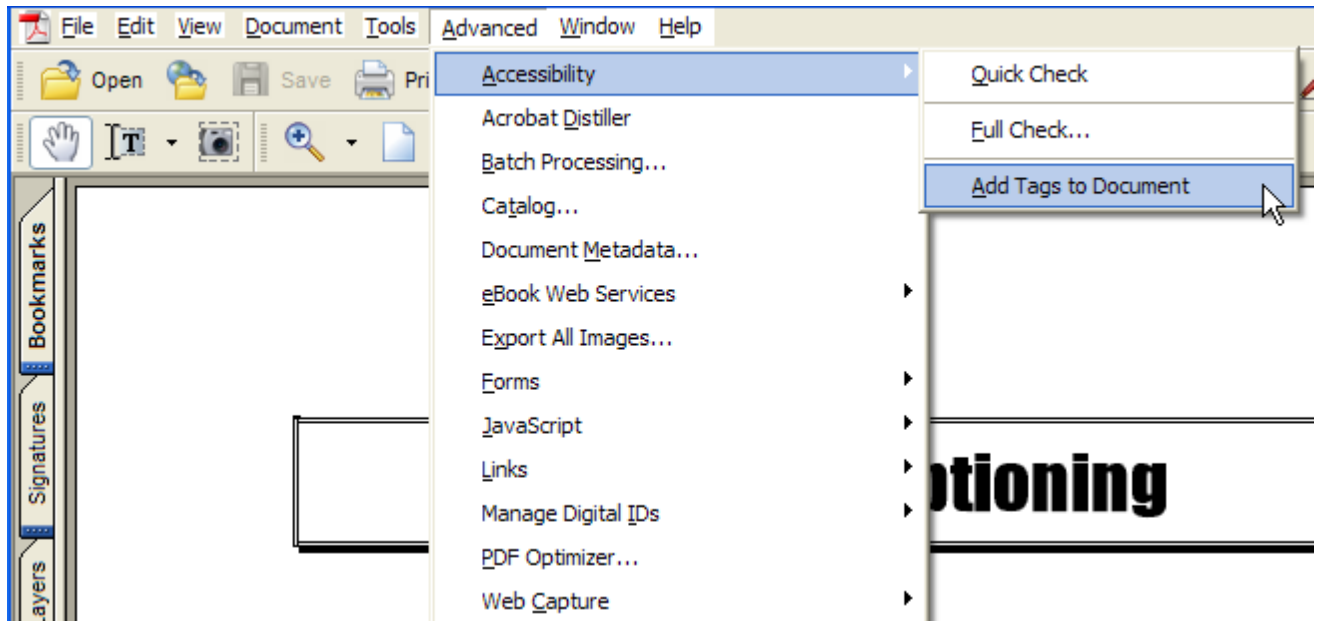 File Edit View Document Tools Advanced Window Help
Open Save Pri
Accessibility
Acrobat Distiller
Batch Processing...
Catalog...
Document Metadata...
eBook Web Services
Export All Images...
Forms
JavaScript
Links
Manage Digital IDs
PDF Optimizer...
Web Capture
Quick Check
Full Check...
Add Tags to Document
T
Bookmarks
Signatures
ayers
otioning